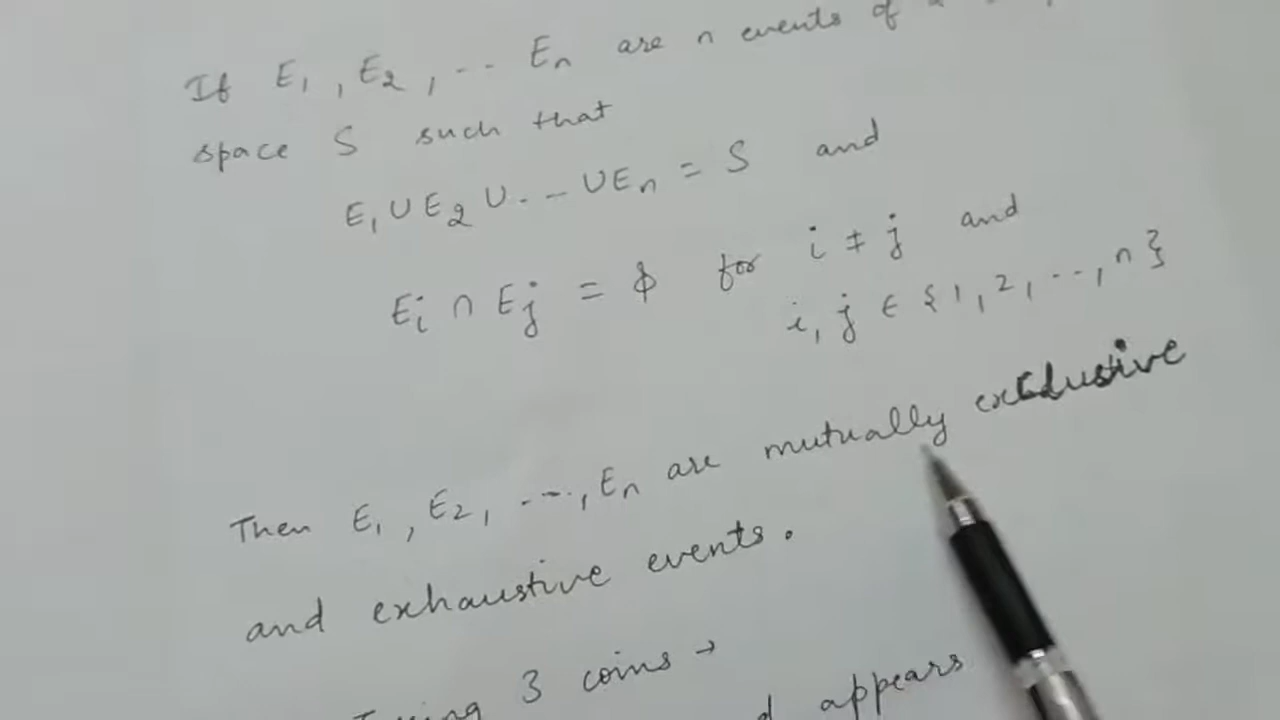 If E₁, E₂, ... Eₙ are n events of a
space S such that
E₁ ∪ E₂ ∪ ... ∪ Eₙ = S and
Eᵢ ∩ Eⱼ = ϕ for i ≠ j and
i, j ∈ {1, 2, ..., n}
Then E₁, E₂, ..., Eₙ are mutually exclusive
and exhaustive events.
3 coins →
appears